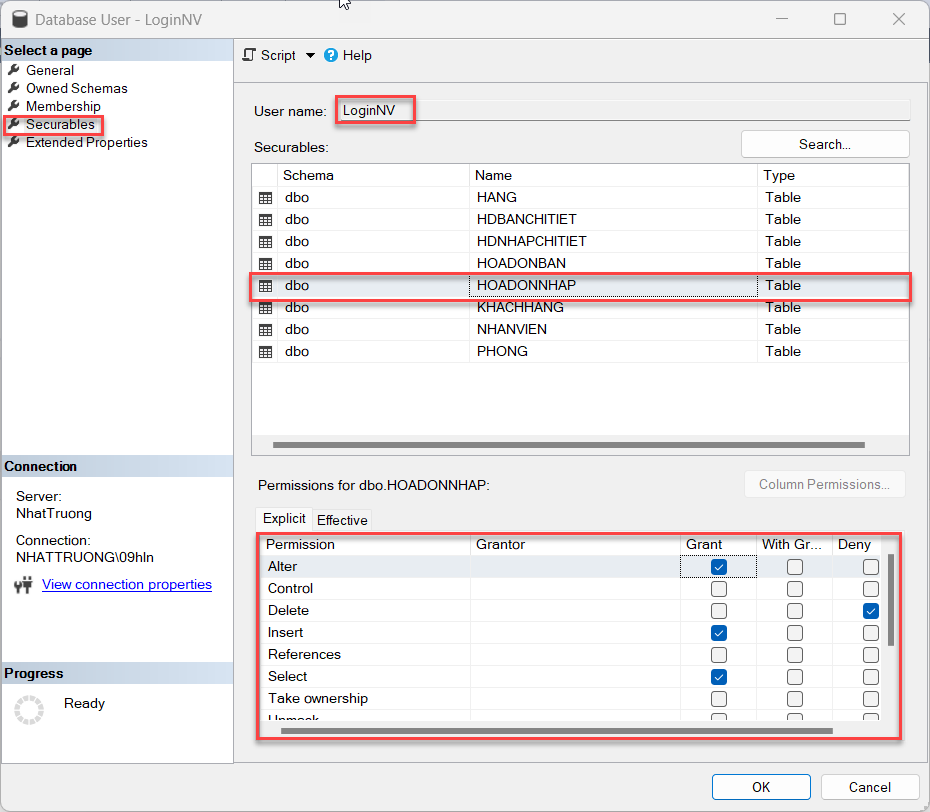 Database User - LoginNV
Select a page
General
Owned Schemas
Membership
Securables
Extended Properties
Script
Help
User name: LoginNV
Securables:
Search...
Schema Name Type
dbo HANG Table
dbo HDBANCHITIET Table
dbo HDNHAPCHITIET Table
dbo HOADONBAN Table
dbo HOADONNHAP Table
dbo KHACHHANG Table
dbo NHANVIEN Table
dbo PHONG Table
Connection
Server:
NhatTruong
Connection:
NHATTRUONG\09hln
View connection properties
Progress
Ready
Permissions for dbo.HOADONNHAP:
Column Permissions...
Explicit Effective
Permission Grantor Grant With Gr... Deny
Alter
Control
Delete
Insert
References
Select
Take ownership
OK Cancel